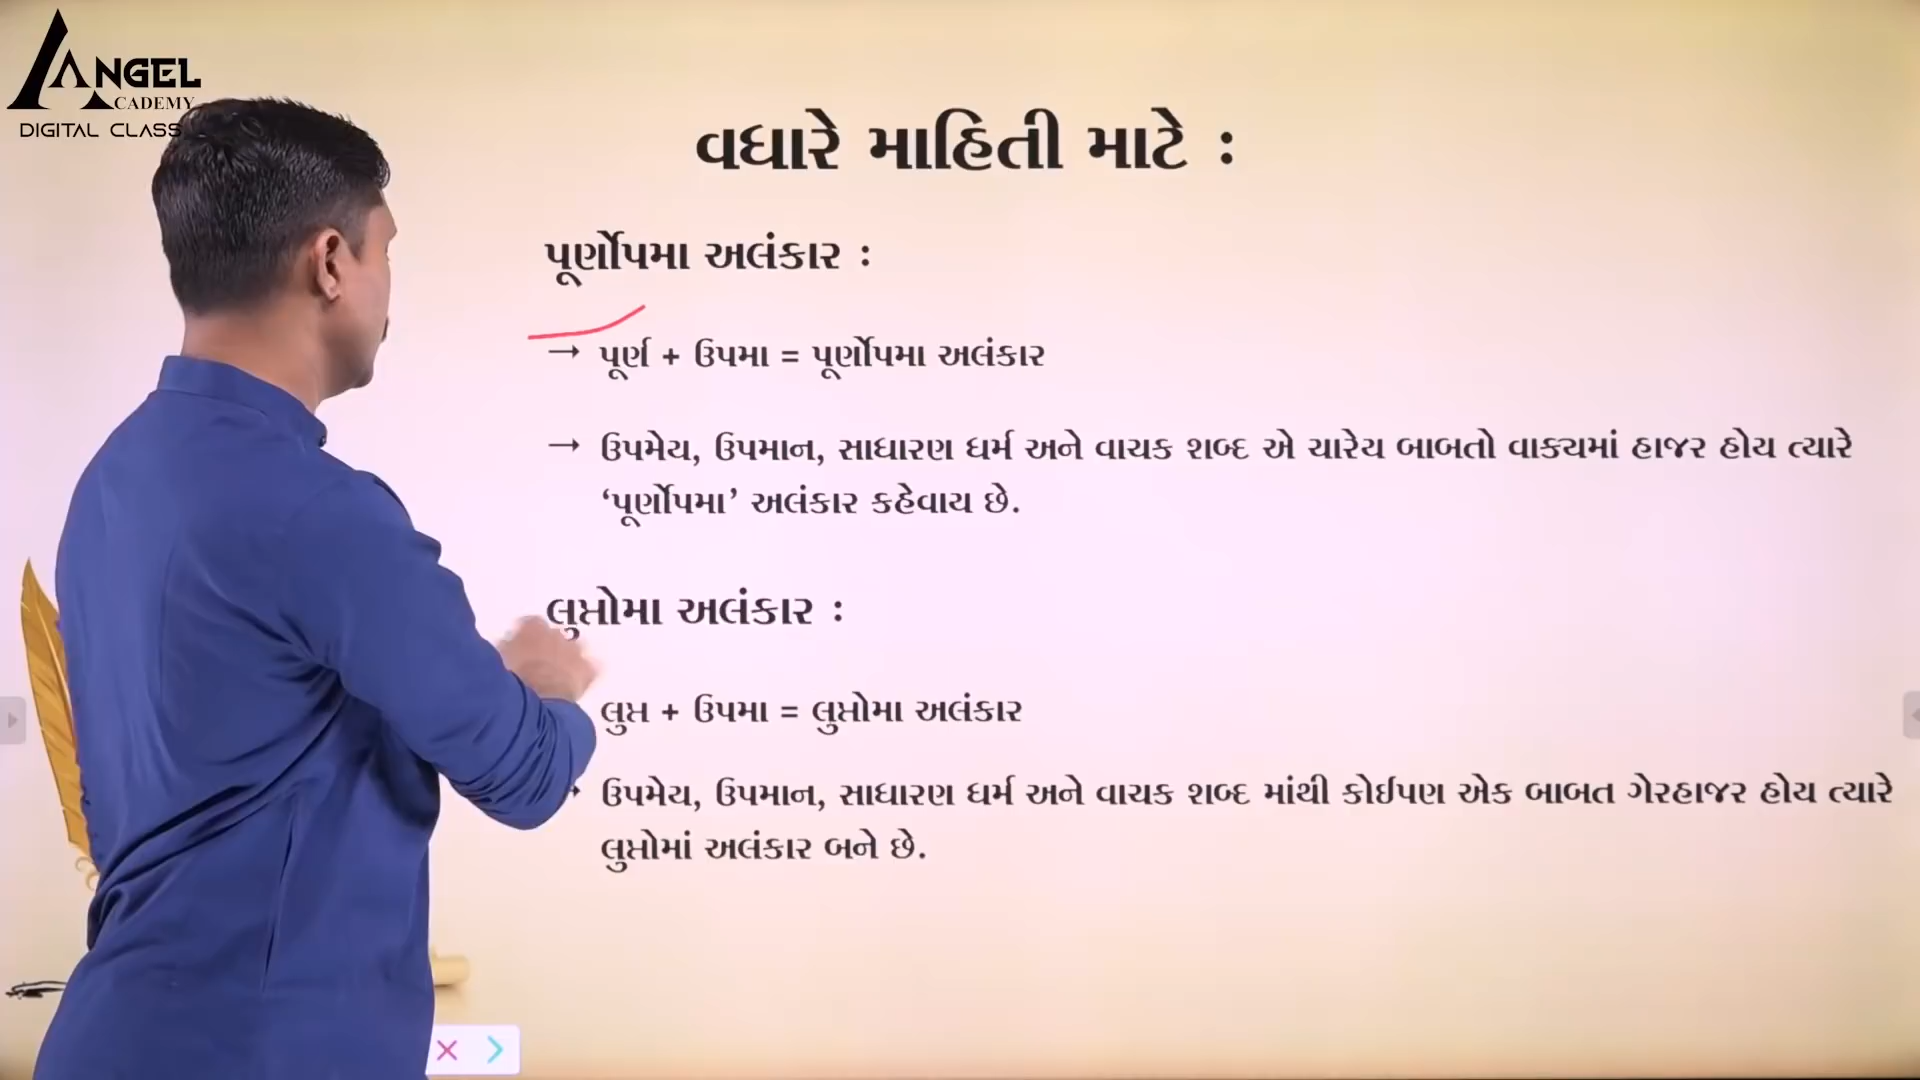 ANGEL
ACADEMY
DIGITAL CLASS
વધારે માહિતી માટે :
પૂર્ણોપમા અલંકાર :
→ પૂર્ણ + ઉપમા = પૂર્ણોપમા અલંકાર
→ ઉપમેય, ઉપમાન, સાધારણ ધર્મ અને વાચક શબ્દ એ ચારેય બાબતો વાક્યમાં હાજર હોય ત્યારે
‘પૂર્ણોપમા’ અલંકાર કહેવાય છે.
લુપ્તોમા અલંકાર :
લુપ્ત + ઉપમા = લુપ્તોમા અલંકાર
ઉપમેય, ઉપમાન, સાધારણ ધર્મ અને વાચક શબ્દ માંથી કોઈપણ એક બાબત ગેરહાજર હોય ત્યારે
લુપ્તોમાં અલંકાર બને છે.